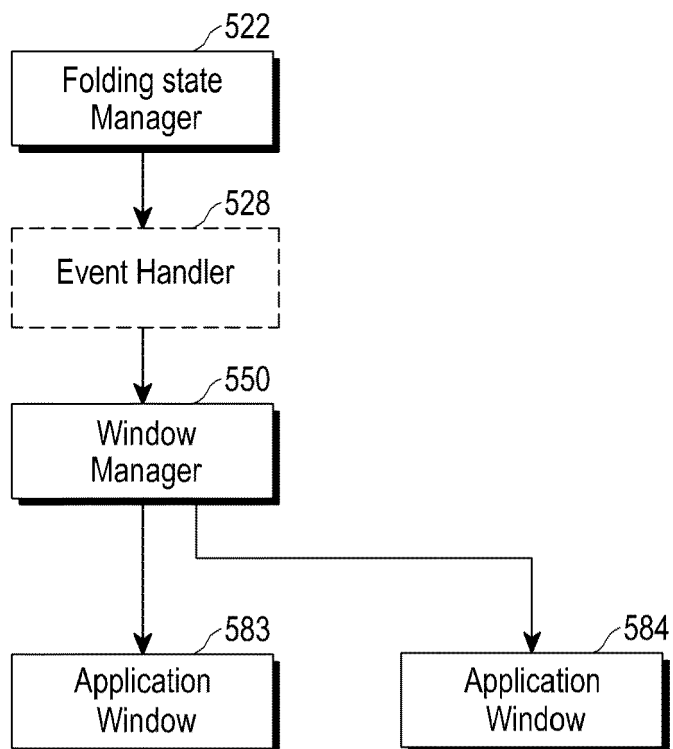 522
Folding state
Manager
528
Event Handler
550
Window
Manager
583
Application
Window
584
Application
Window